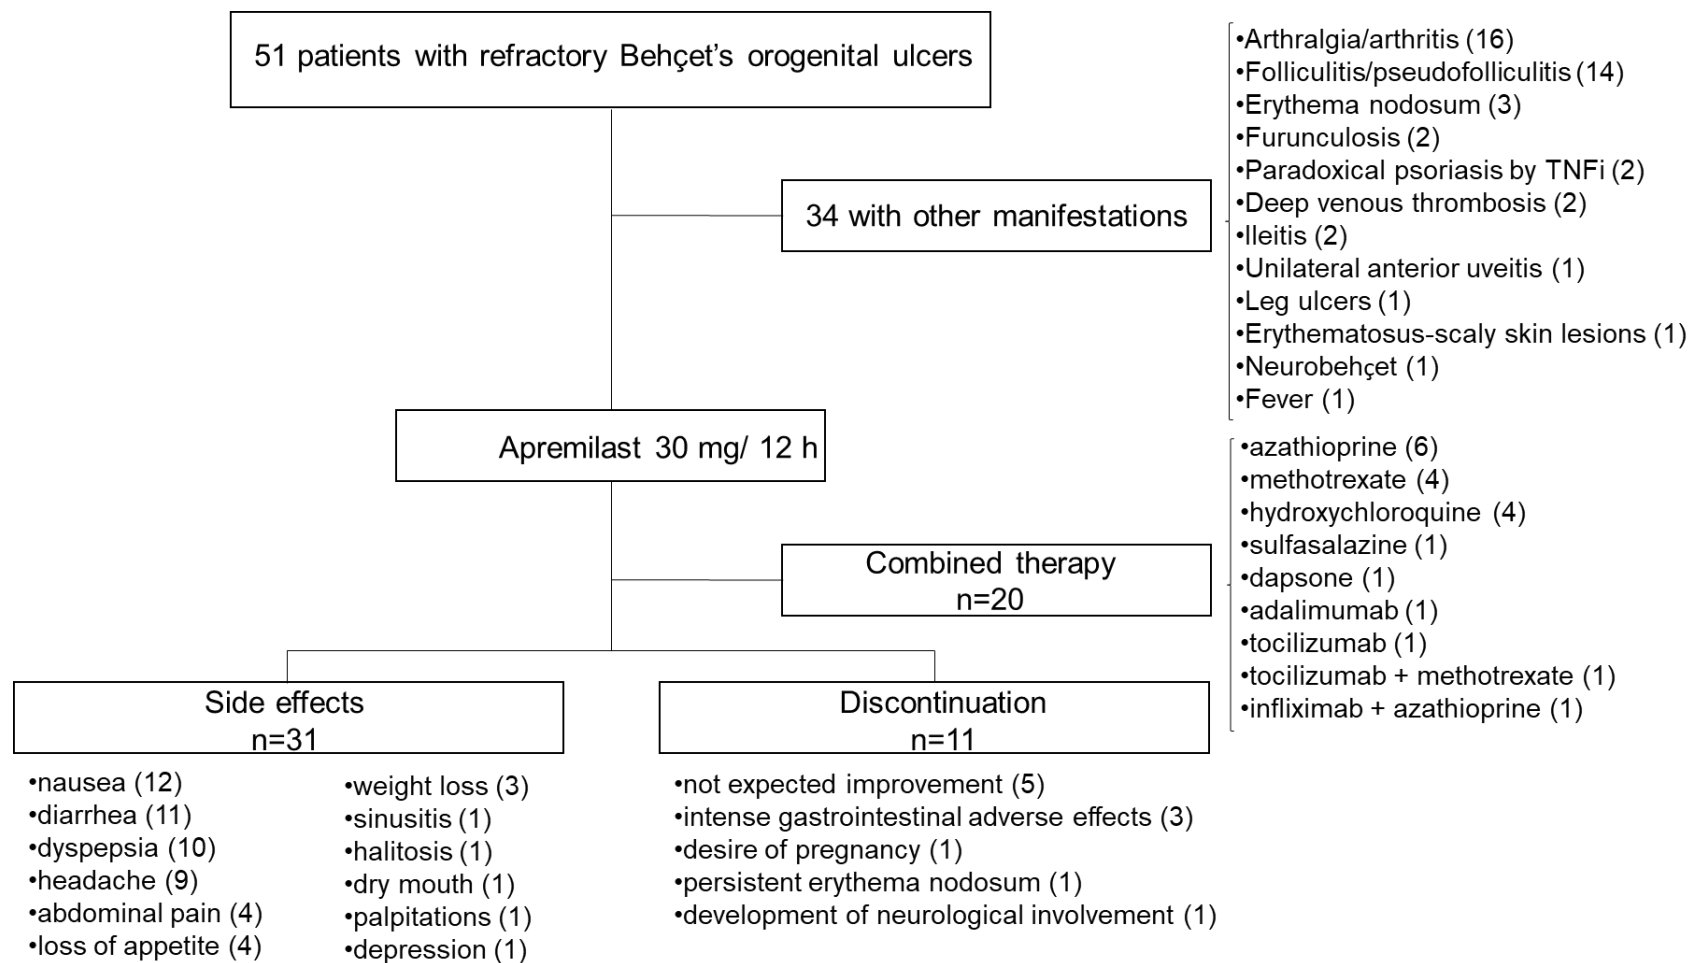 51 patients with refractory Behçet's orogenital ulcers
34 with other manifestations
•Arthralgia/arthritis (16)
•Folliculitis/pseudofolliculitis (14)
•Erythema nodosum (3)
•Furunculosis (2)
•Paradoxical psoriasis by TNFi (2)
•Deep venous thrombosis (2)
•Ileitis (2)
•Unilateral anterior uveitis (1)
•Leg ulcers (1)
•Erythematosus-scaly skin lesions (1)
•Neurobehçet (1)
•Fever (1)
Apremilast 30 mg/ 12 h
Combined therapy
n=20
•azathioprine (6)
•methotrexate (4)
•hydroxychloroquine (4)
•sulfasalazine (1)
•dapsone (1)
•adalimumab (1)
•tocilizumab (1)
•tocilizumab + methotrexate (1)
•infliximab + azathioprine (1)
Side effects
n=31
•nausea (12)
•diarrhea (11)
•dyspepsia (10)
•headache (9)
•abdominal pain (4)
•loss of appetite (4)
•weight loss (3)
•sinusitis (1)
•halitosis (1)
•dry mouth (1)
•palpitations (1)
•depression (1)
Discontinuation
n=11
•not expected improvement (5)
•intense gastrointestinal adverse effects (3)
•desire of pregnancy (1)
•persistent erythema nodosum (1)
•development of neurological involvement (1)